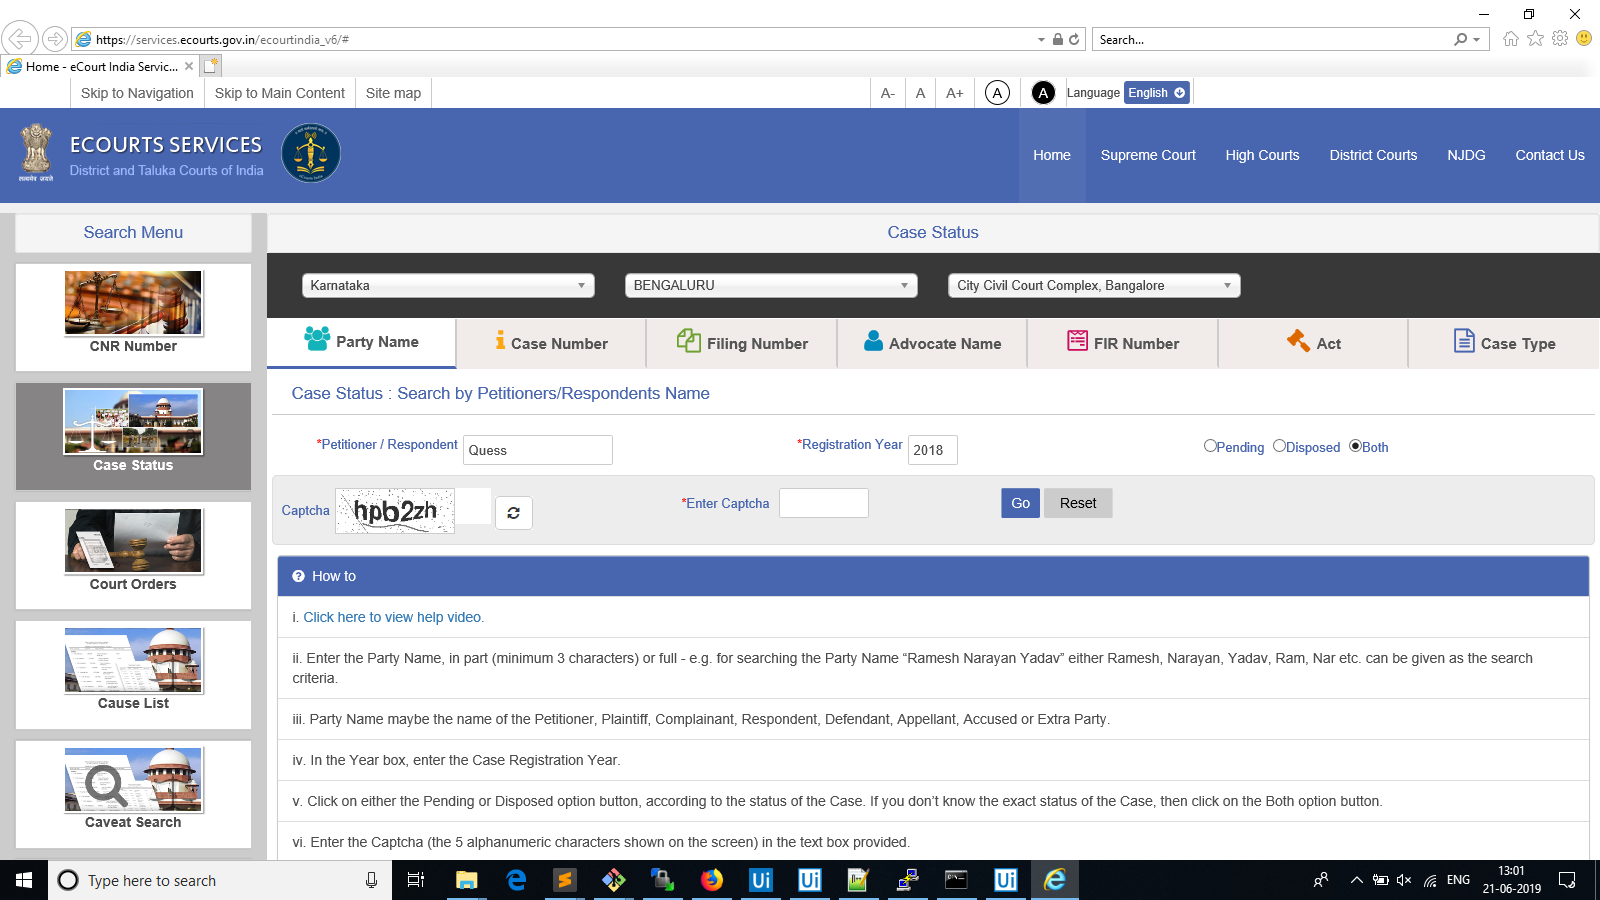 https://services.ecourts.gov.in/ecourtindia_v6/#
Search...
Home - eCourt India Servic...
Skip to Navigation
Skip to Main Content
Site map
A-
A
A+
A
A
Language
English
ECOURTS SERVICES
District and Taluka Courts of India
सत्यमेव जयते
Home
Supreme Court
High Courts
District Courts
NJDG
Contact Us
Search Menu
CNR Number
Case Status
Court Orders
Cause List
Caveat Search
Case Status
Karnataka
BENGALURU
City Civil Court Complex, Bangalore
Party Name
Case Number
Filing Number
Advocate Name
FIR Number
Act
Case Type
Case Status : Search by Petitioners/Respondents Name
*Petitioner / Respondent
Quess
*Registration Year
2018
Pending
Disposed
Both
Captcha
hpb2zh
*Enter Captcha
Go
Reset
How to
i. Click here to view help video.
ii. Enter the Party Name, in part (minimum 3 characters) or full - e.g. for searching the Party Name “Ramesh Narayan Yadav” either Ramesh, Narayan, Yadav, Ram, Nar etc. can be given as the search
criteria.
iii. Party Name maybe the name of the Petitioner, Plaintiff, Complainant, Respondent, Defendant, Appellant, Accused or Extra Party.
iv. In the Year box, enter the Case Registration Year.
v. Click on either the Pending or Disposed option button, according to the status of the Case. If you don’t know the exact status of the Case, then click on the Both option button.
vi. Enter the Captcha (the 5 alphanumeric characters shown on the screen) in the text box provided.
Type here to search
Ui
Ui
Ui
ENG
13:01
21-06-2019